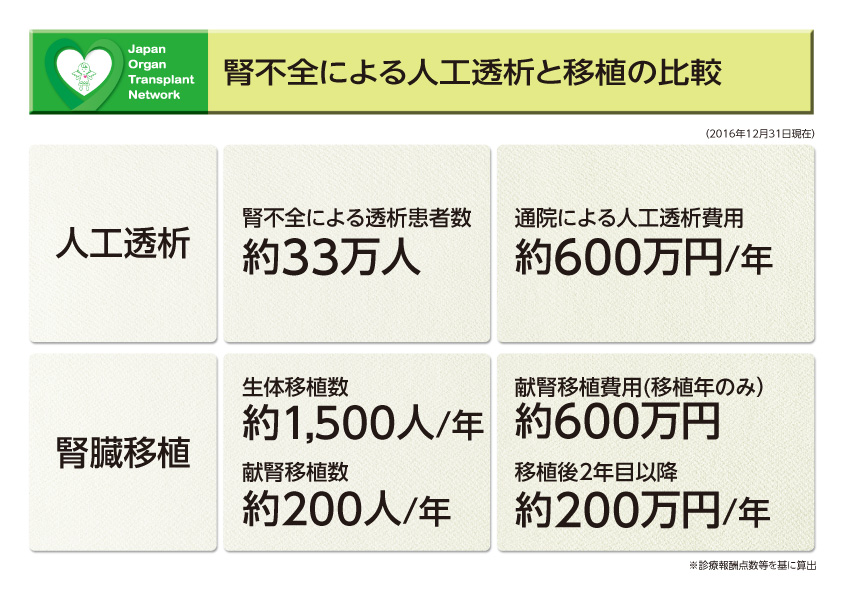 Japan
Organ
Transplant
Network
腎不全による人工透析と移植の比較
(2016年12月31日現在)
人工透析
腎不全による透析患者数
約33万人
通院による人工透析費用
約600万円/年
腎臓移植
生体移植数
約1,500人/年
献腎移植数
約200人/年
献腎移植費用(移植年のみ)
約600万円
移植後2年目以降
約200万円/年
※診療報酬点数等を基に算出